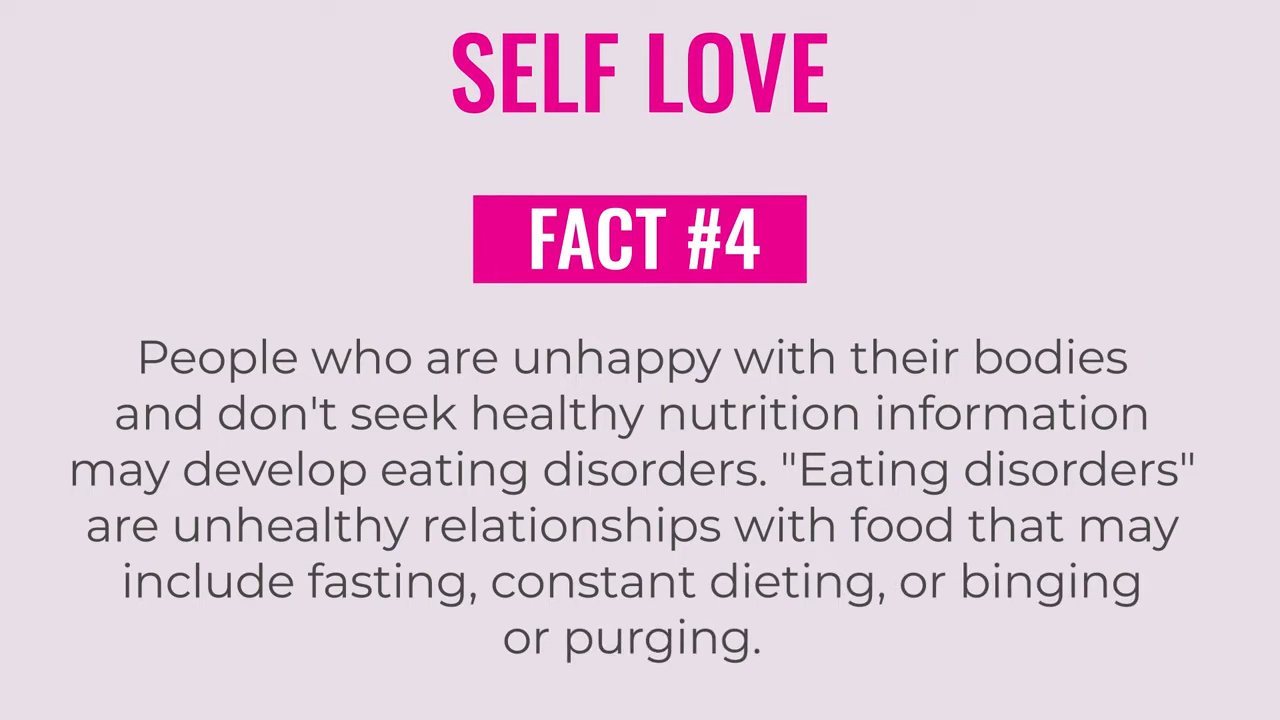 SELF LOVE
FACT #4
People who are unhappy with their bodies
and don't seek healthy nutrition information
may develop eating disorders. "Eating disorders"
are unhealthy relationships with food that may
include fasting, constant dieting, or binging
or purging.